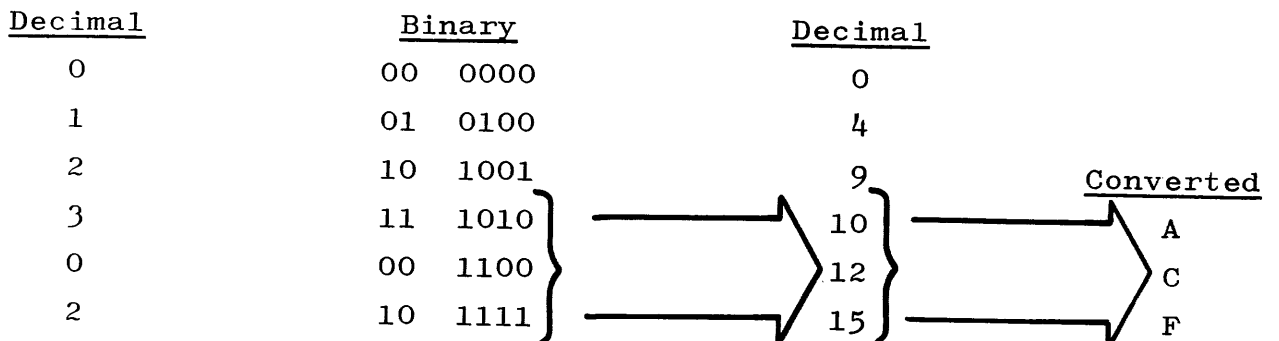 Decimal Binary Decimal
0 00 0000 0
1 01 0100 4
2 10 1001 9 Converted
3 11 1010 10 A
0 00 1100 12 C
2 10 1111 15 F